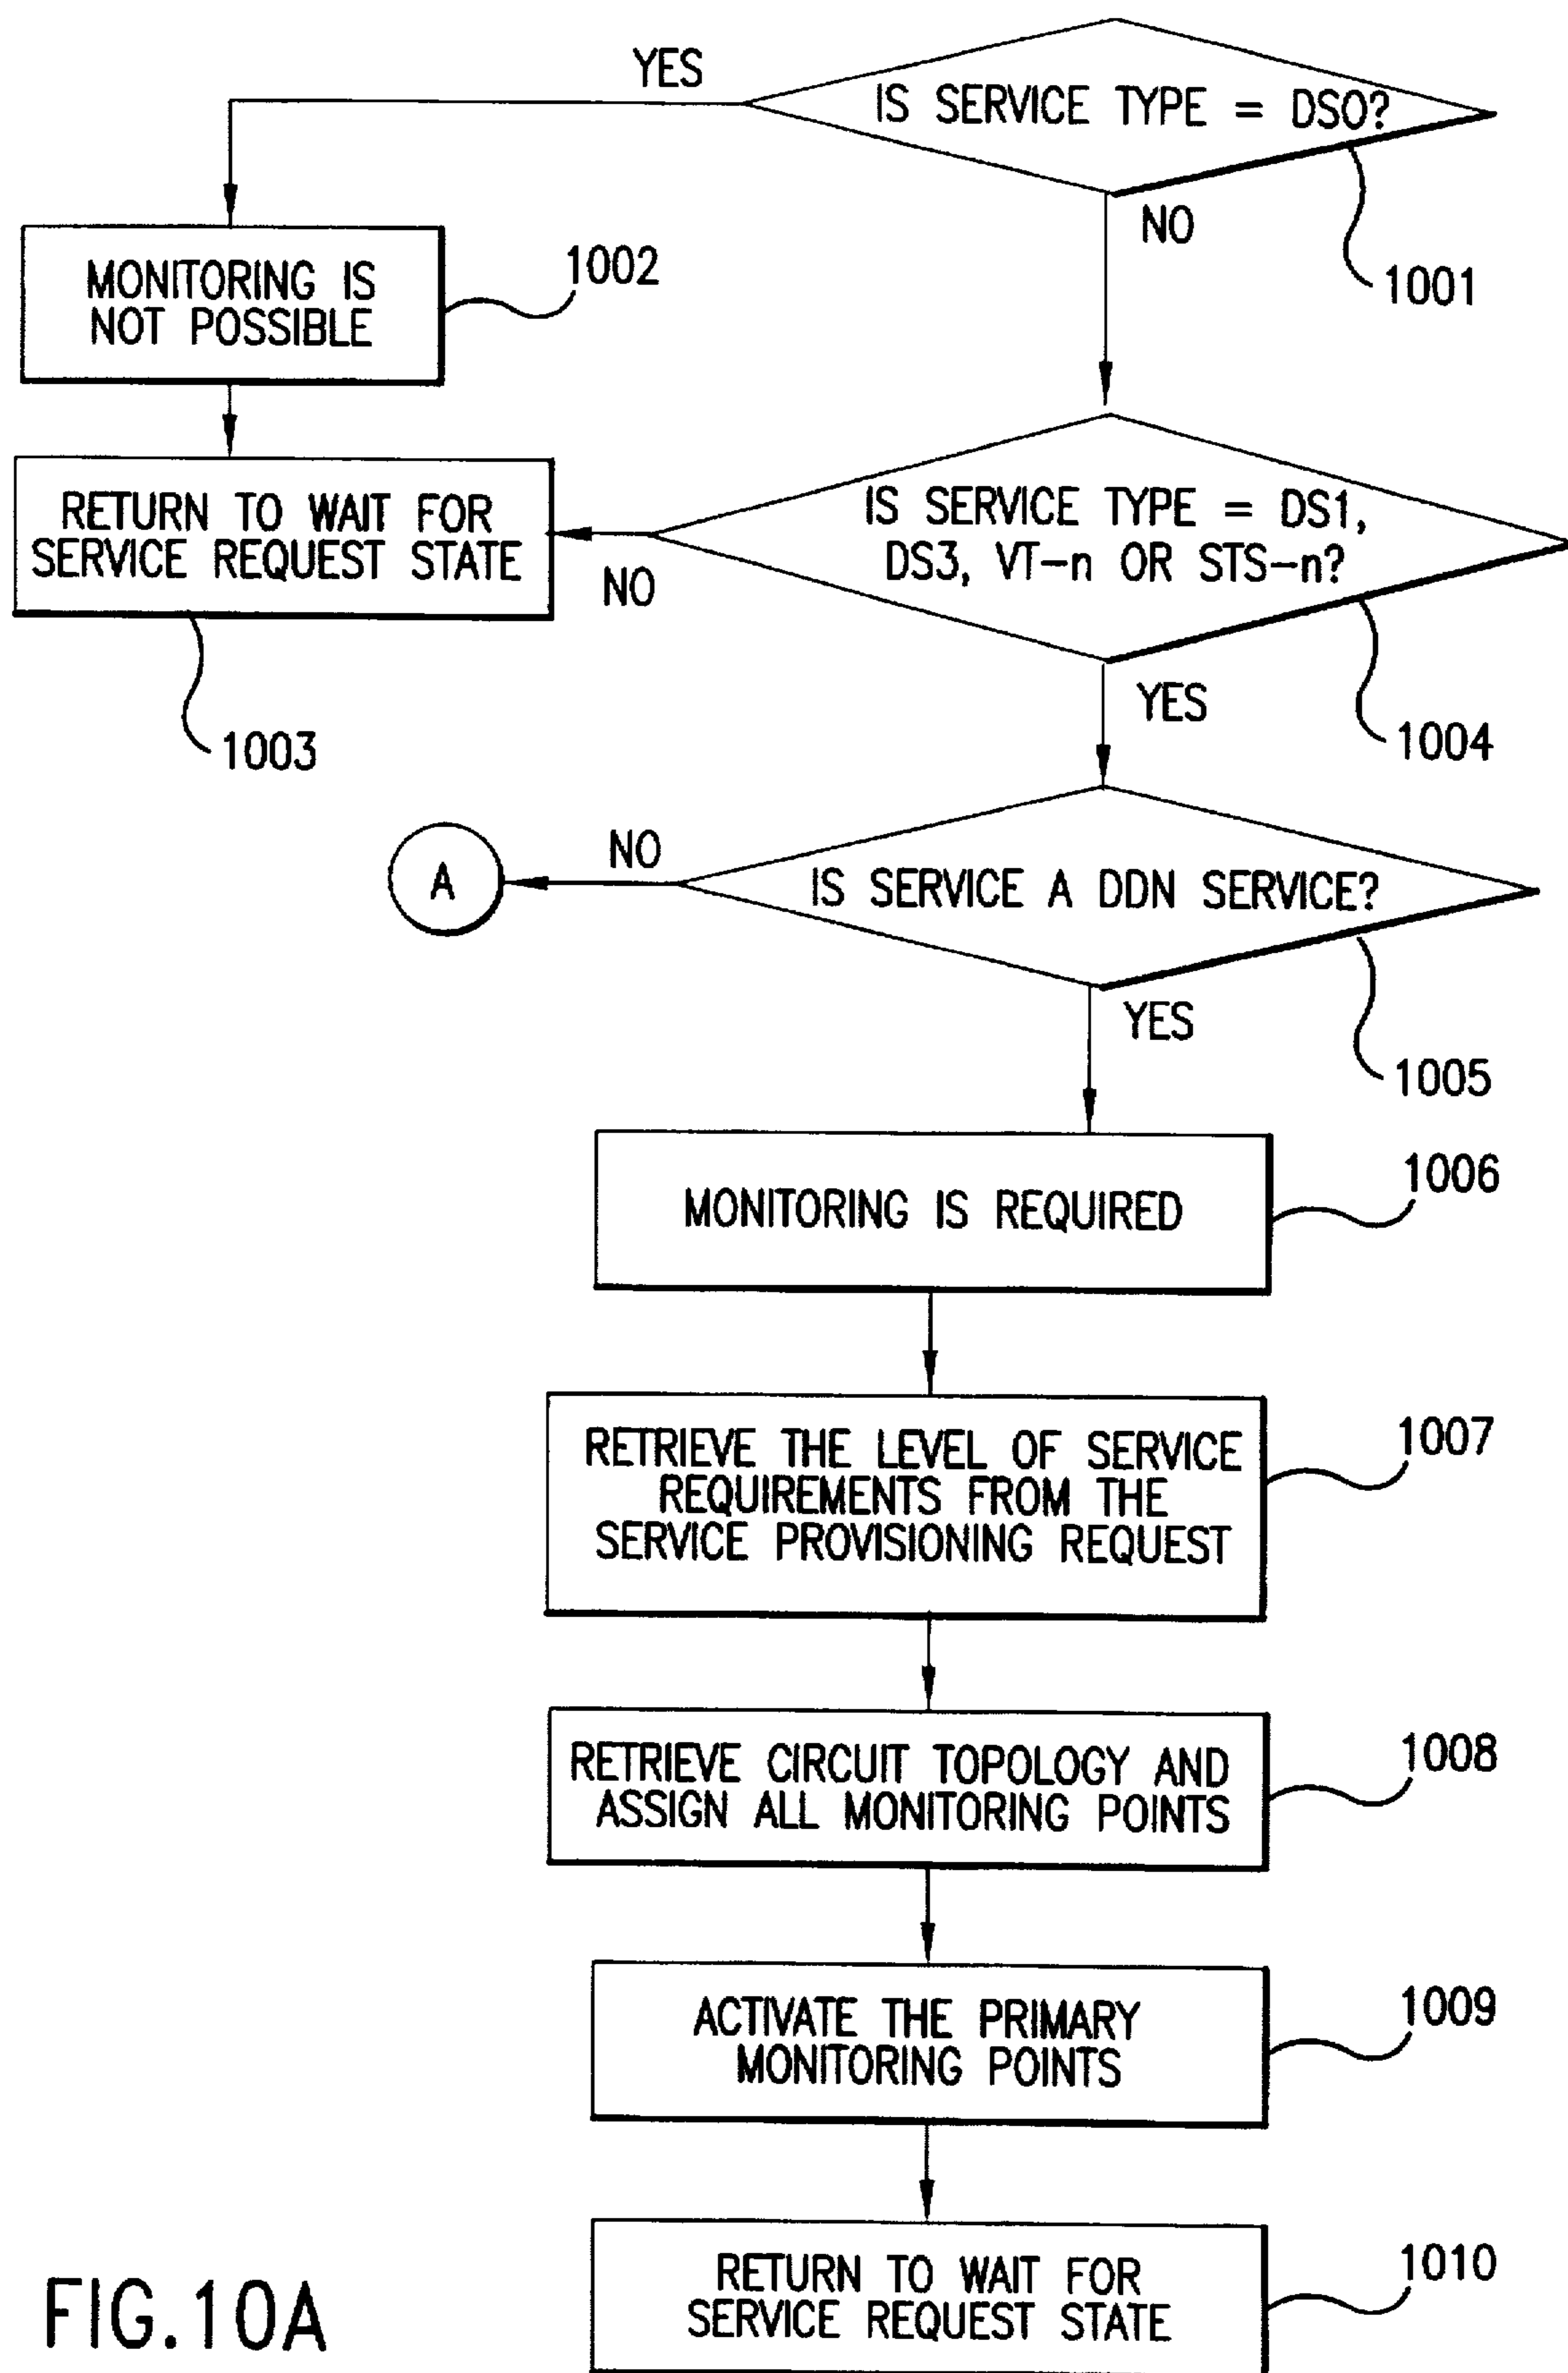 YES
IS SERVICE TYPE = DS0?
NO
1001
MONITORING IS
NOT POSSIBLE
1002
RETURN TO WAIT FOR
SERVICE REQUEST STATE
1003
NO
IS SERVICE TYPE = DS1,
DS3, VT-n OR STS-n?
1004
YES
A
NO
IS SERVICE A DDN SERVICE?
1005
YES
MONITORING IS REQUIRED
1006
RETRIEVE THE LEVEL OF SERVICE
REQUIREMENTS FROM THE
SERVICE PROVISIONING REQUEST
1007
RETRIEVE CIRCUIT TOPOLOGY AND
ASSIGN ALL MONITORING POINTS
1008
ACTIVATE THE PRIMARY
MONITORING POINTS
1009
RETURN TO WAIT FOR
SERVICE REQUEST STATE
1010
FIG.10A